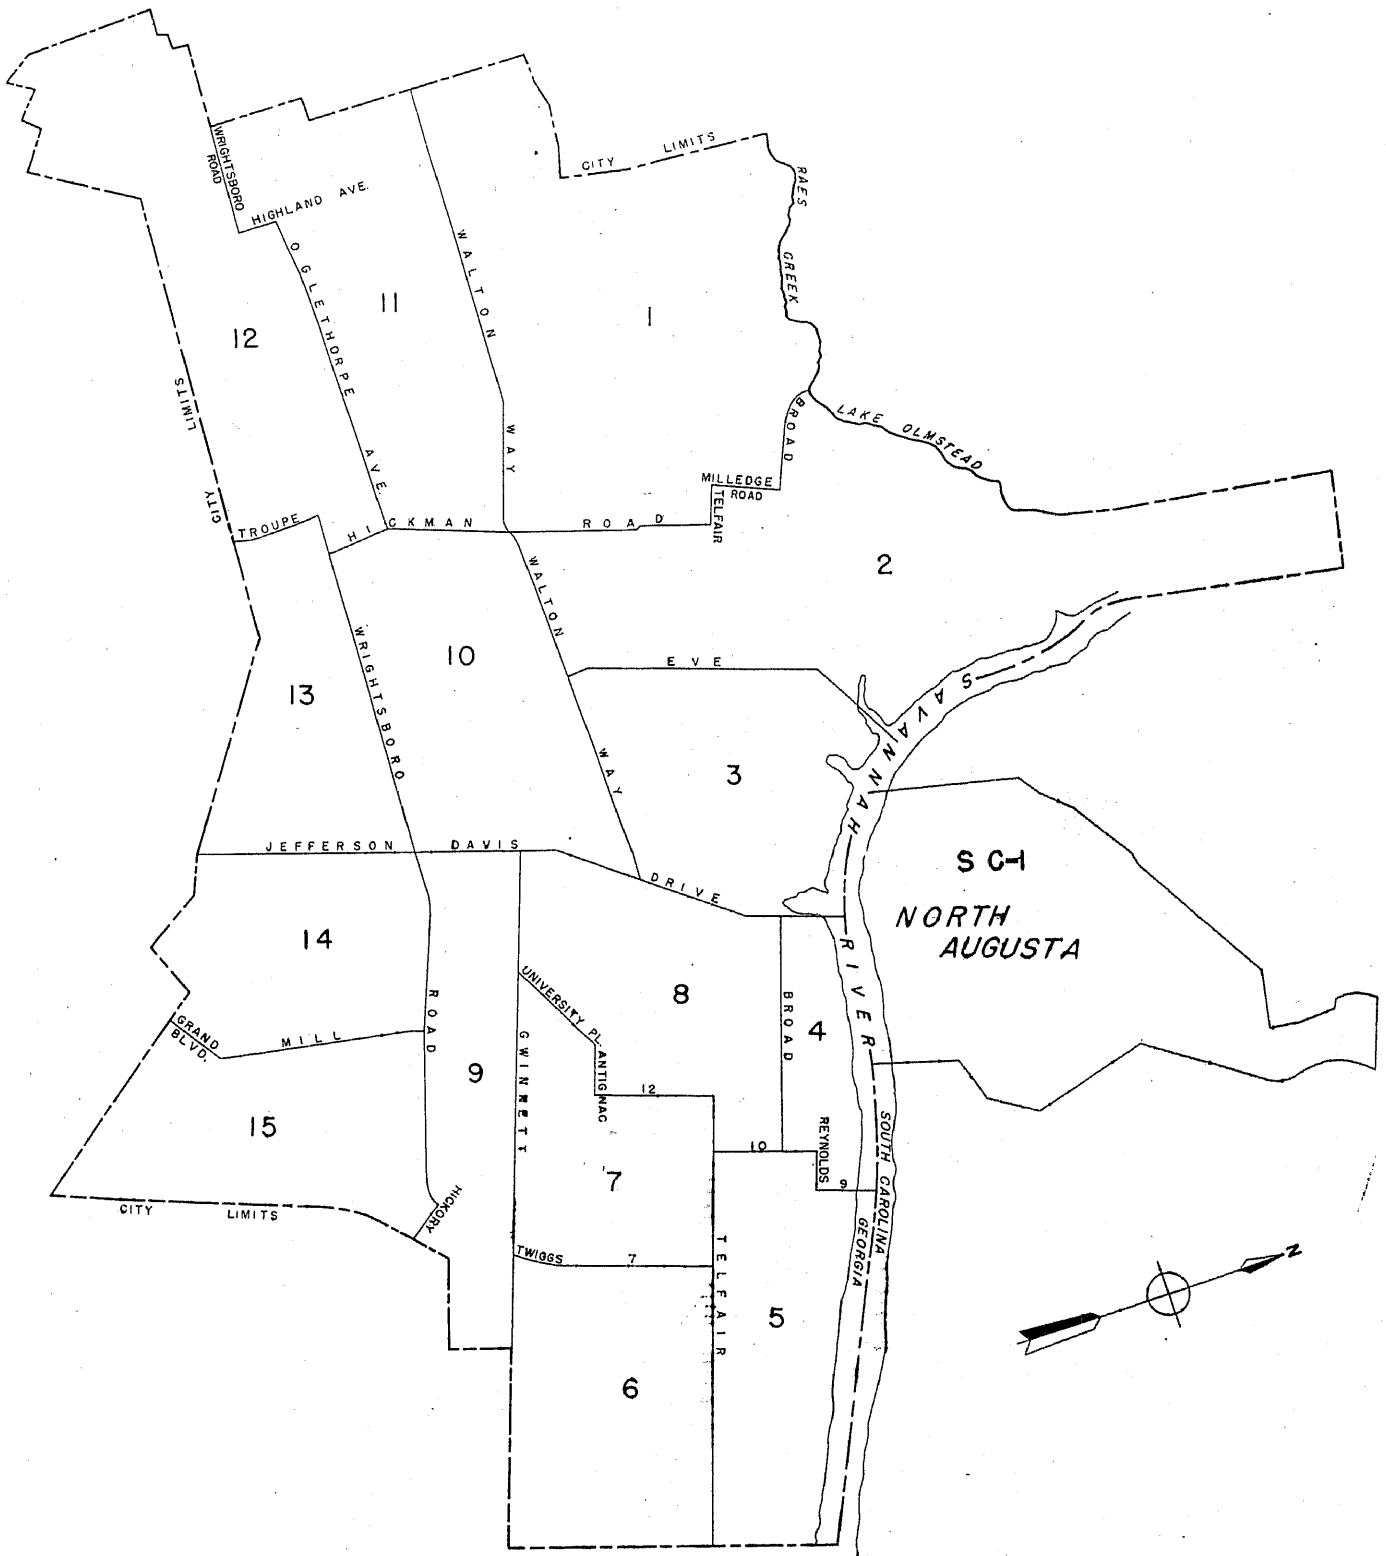 CITY LIMITS
RAES CREEK
WRIGHTSBORO
ROAD
HIGHLAND AVE.
OGLETHORPE AVE.
WALTON WAY
11
1
12
CITY LIMITS
BROAD
LAKE OLMSTEAD
MILLEDGE
ROAD
TELFAIR
TROUPE
HICKMAN ROAD
2
WALTON WAY
EVE
10
13
WRIGHTSBORO ROAD
3
SAVANNAH RIVER
JEFFERSON DAVIS DRIVE
SC-1
NORTH
AUGUSTA
14
8
UNIVERSITY PL.
ANTIGNAC
BROAD
4
GRAND
BLVD.
MILL
GWINNETT
9
12
15
10
REYNOLDS
SOUTH CAROLINA
GEORGIA
7
9
HICKORY
CITY LIMITS
TWIGGS
7
TELFAIR
5
N
6